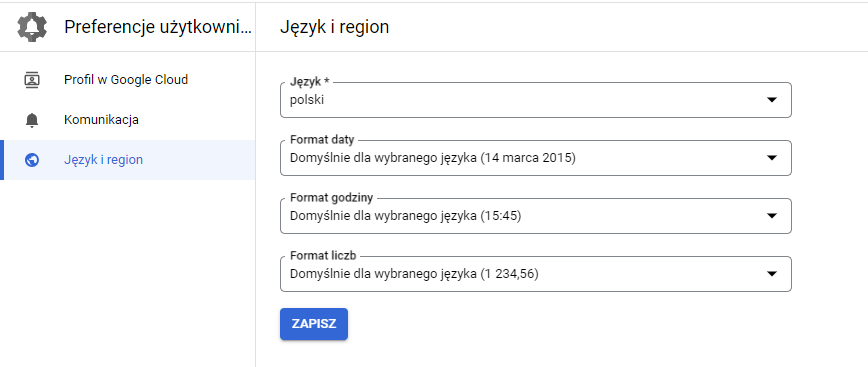 Preferencje użytkowni...
Język i region
Profil w Google Cloud
Komunikacja
Język i region
Język *
polski
Format daty
Domyślnie dla wybranego języka (14 marca 2015)
Format godziny
Domyślnie dla wybranego języka (15:45)
Format liczb
Domyślnie dla wybranego języka (1 234,56)
ZAPISZ